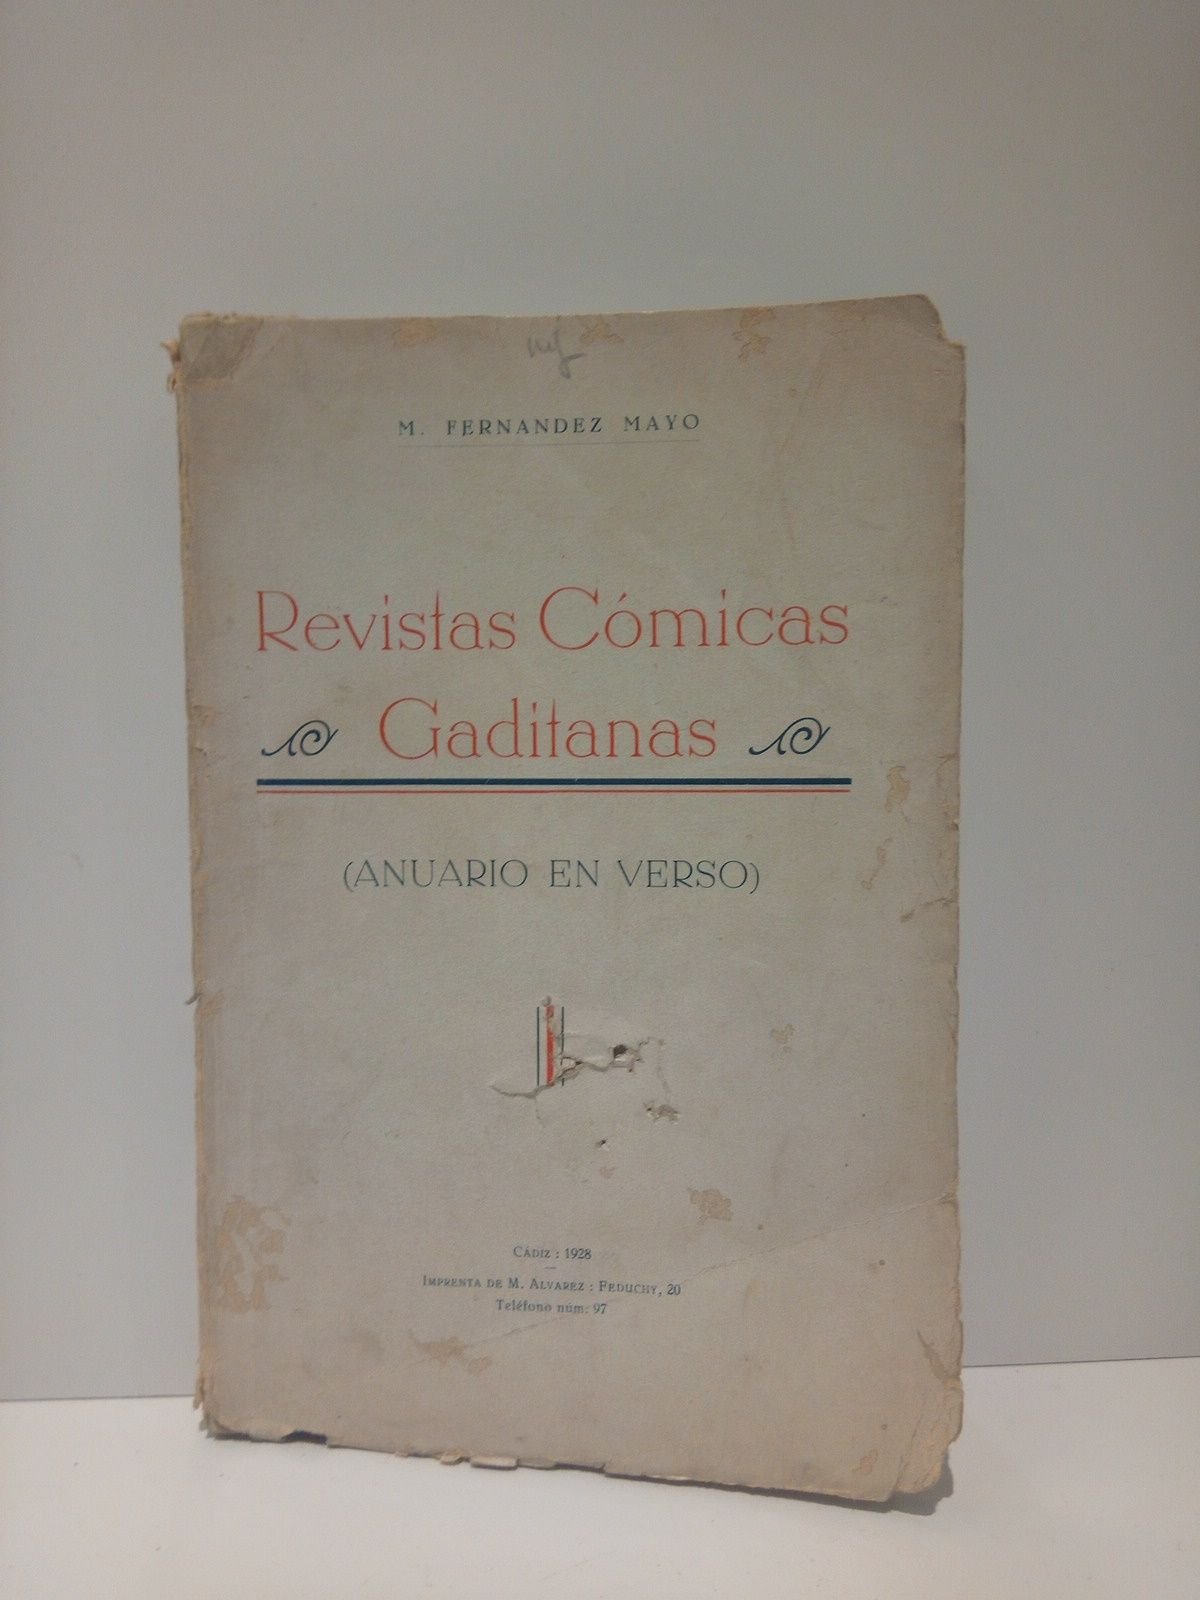 M. FERNANDEZ MAYO
Revistas Cómicas
Gaditanas
(ANUARIO EN VERSO)
CÁDIZ : 1928
IMPRENTA DE M. ALVAREZ : FEDUCHY, 20
Teléfono núm: 97